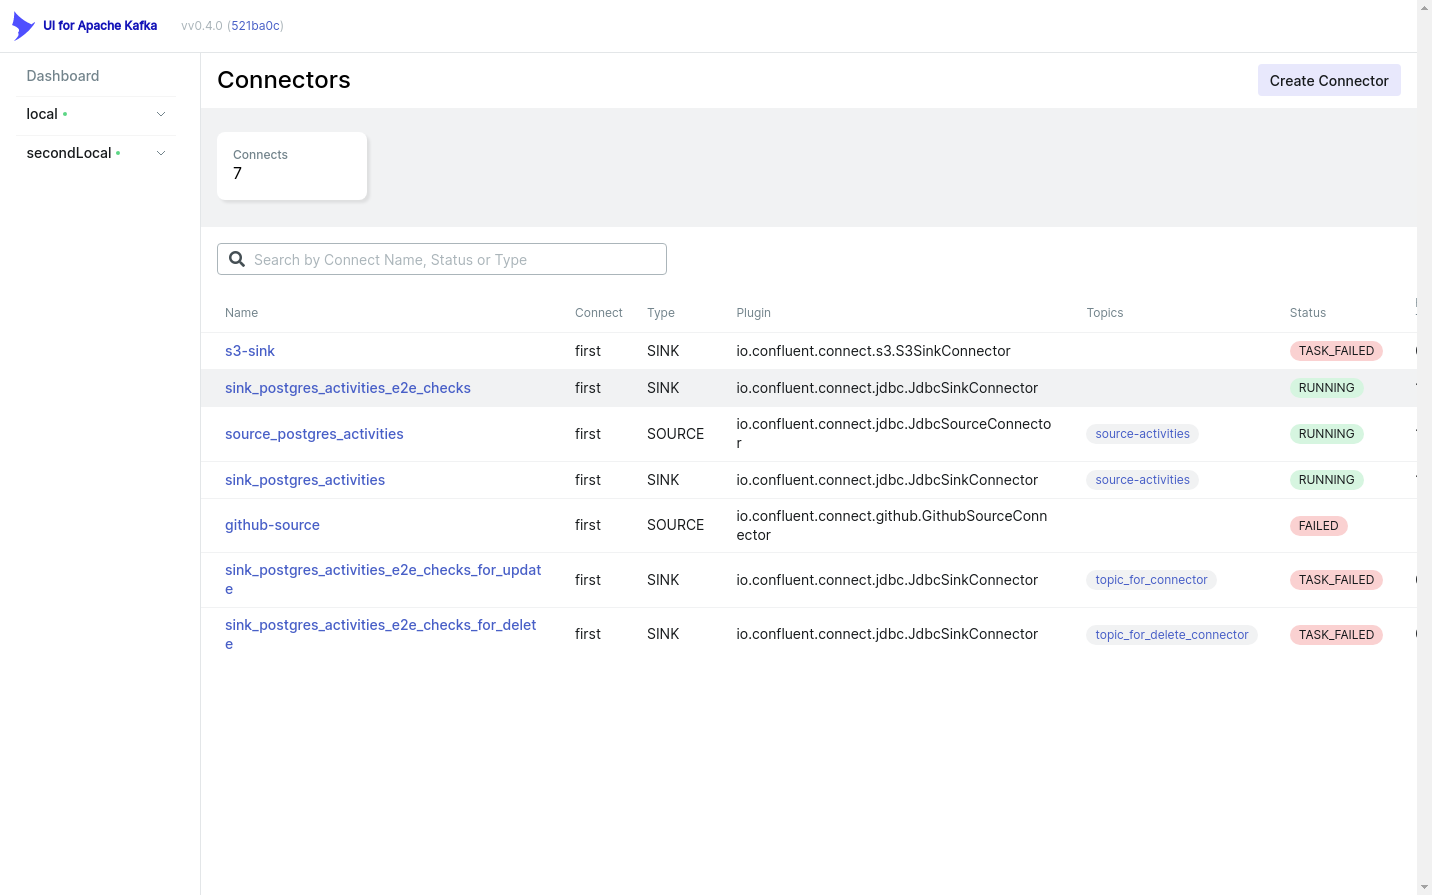 UI for Apache Kafka vv0.4.0 (521ba0c)
Dashboard
local
secondLocal
Connectors
Create Connector
Connects
7
Search by Connect Name, Status or Type
Name Connect Type Plugin Topics Status
s3-sink first SINK io.confluent.connect.s3.S3SinkConnector TASK_FAILED
sink_postgres_activities_e2e_checks first SINK io.confluent.connect.jdbc.JdbcSinkConnector RUNNING
source_postgres_activities first SOURCE io.confluent.connect.jdbc.JdbcSourceConnecto
r source-activities RUNNING
sink_postgres_activities first SINK io.confluent.connect.jdbc.JdbcSinkConnector source-activities RUNNING
github-source first SOURCE io.confluent.connect.github.GithubSourceConn
ector FAILED
sink_postgres_activities_e2e_checks_for_updat
e first SINK io.confluent.connect.jdbc.JdbcSinkConnector topic_for_connector TASK_FAILED
sink_postgres_activities_e2e_checks_for_delet
e first SINK io.confluent.connect.jdbc.JdbcSinkConnector topic_for_delete_connector TASK_FAILED